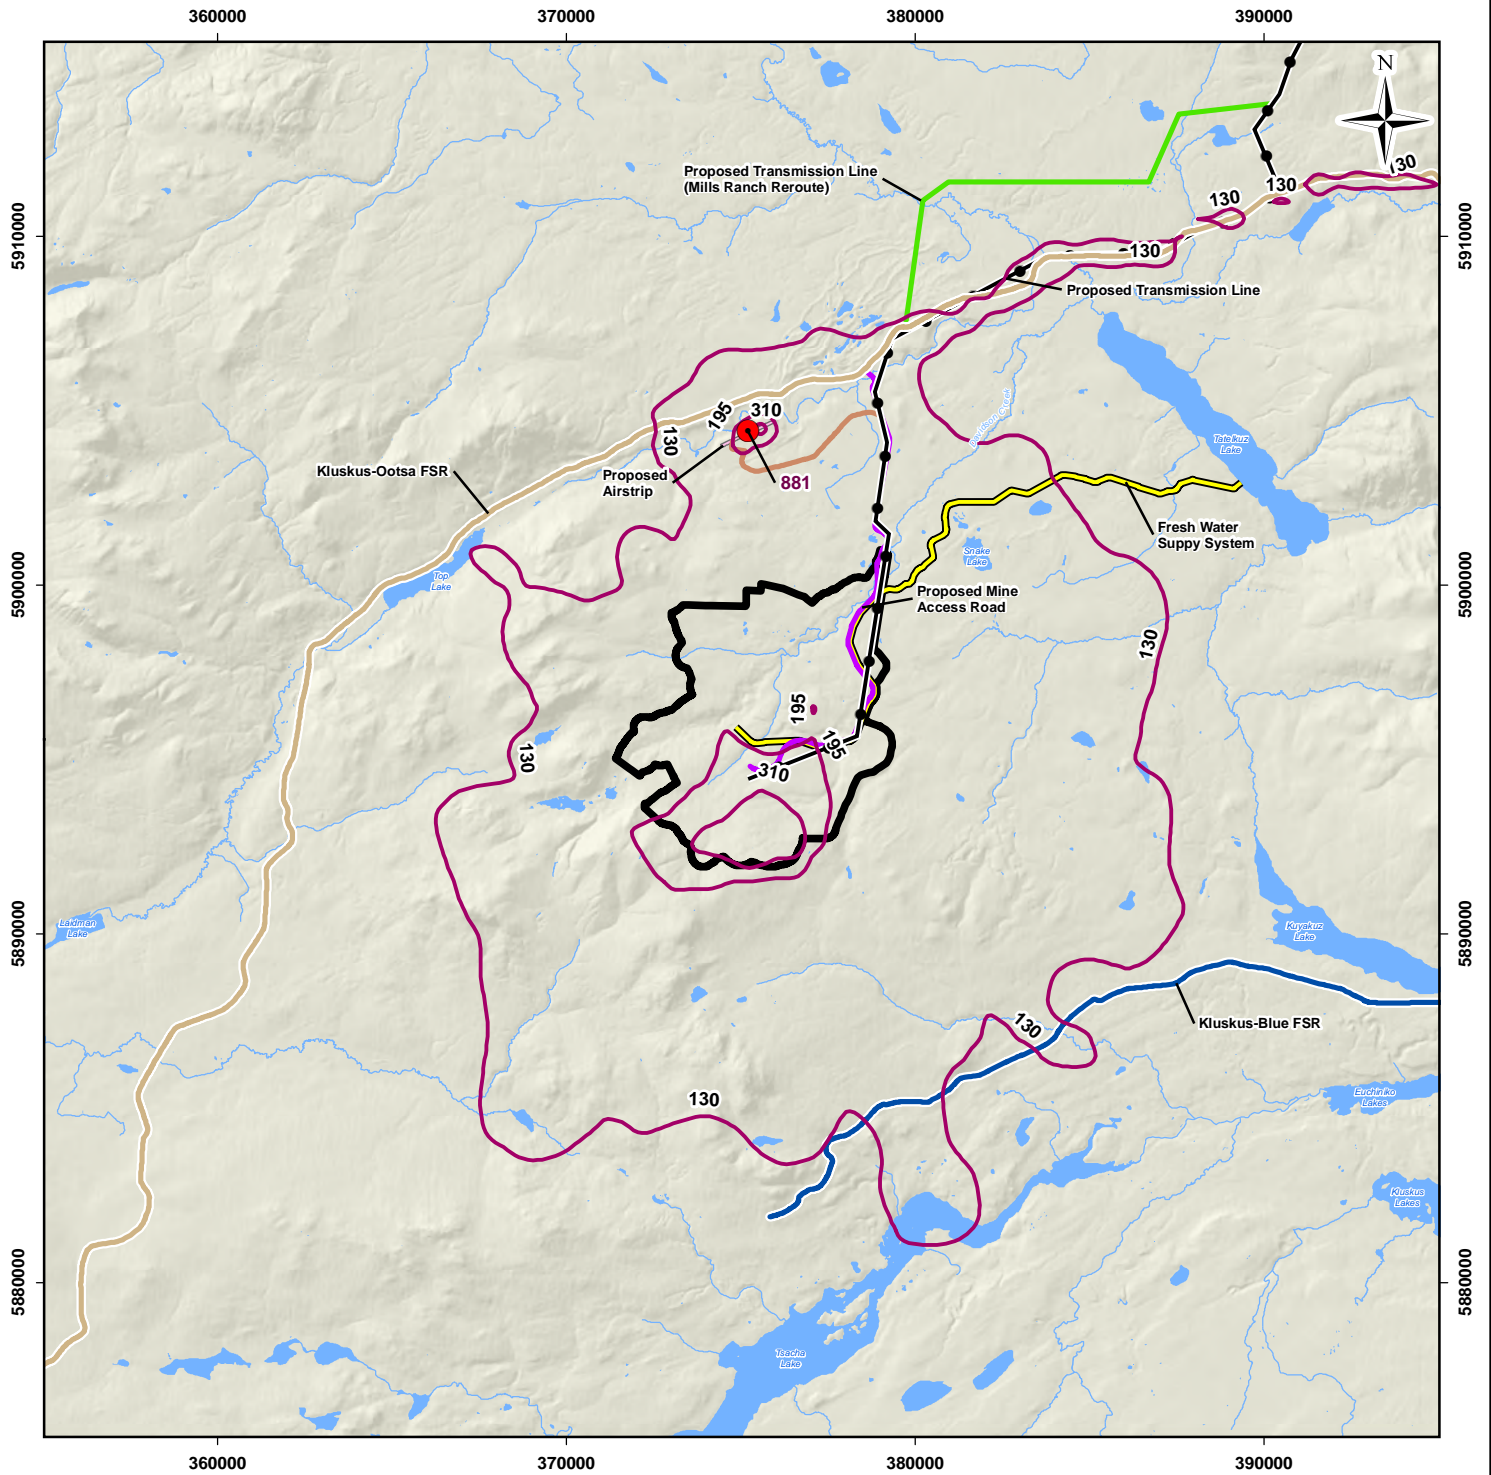 360000
370000
380000
390000
N
130
130
130
130
Proposed Transmission Line
(Mills Ranch Reroute)
5910000
5910000
Proposed Transmission Line
195
310
130
Davidson Creek
Tatelkuz
Lake
Kluskus-Ootsa FSR
Proposed
Airstrip
881
Fresh Water
Suppy System
Snake
Lake
Top
Lake
5900000
5900000
Proposed Mine
Access Road
130
195
195
130
310
Laidman
Lake
Kuyakuz
Lake
5890000
5890000
130
Kluskus-Blue FSR
130
Euchiniko
Lakes
Kluskus
Lakes
5880000
5880000
Tsacha
Lake
360000
370000
380000
390000